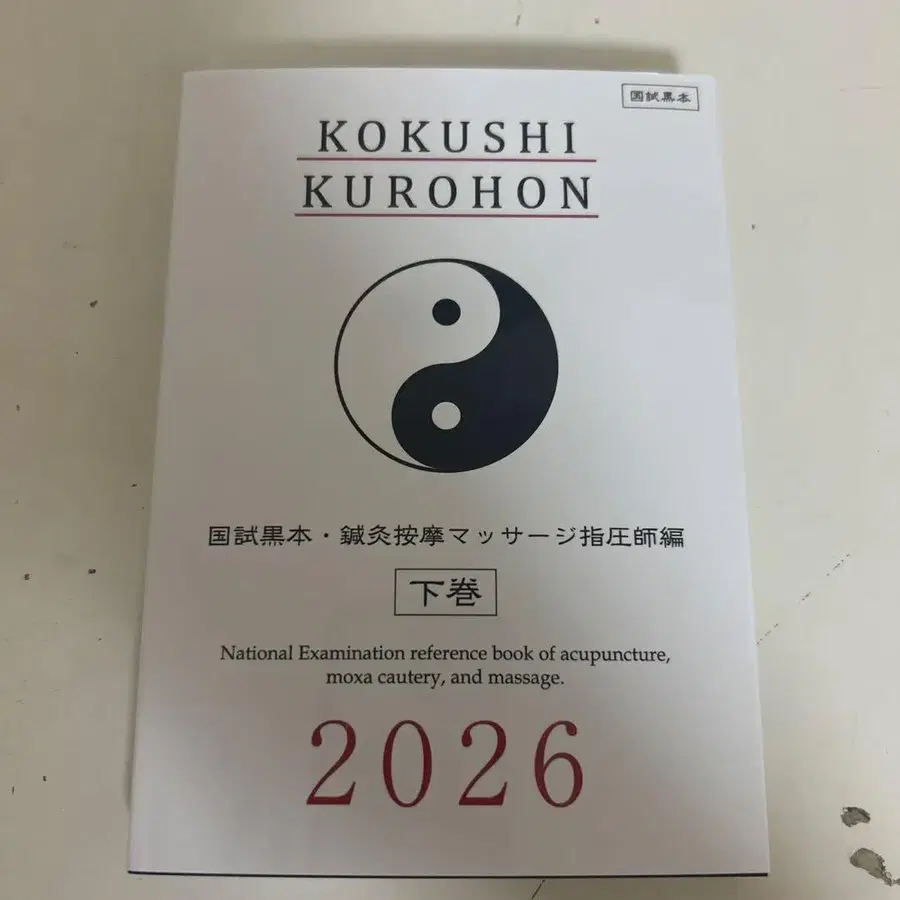 国試黒本
KOKUSHI
KUROHON
国試黒本・鍼灸按摩マッサージ指圧師編
下巻
National Examination reference book of acupuncture,
moxa cautery, and massage.
2026